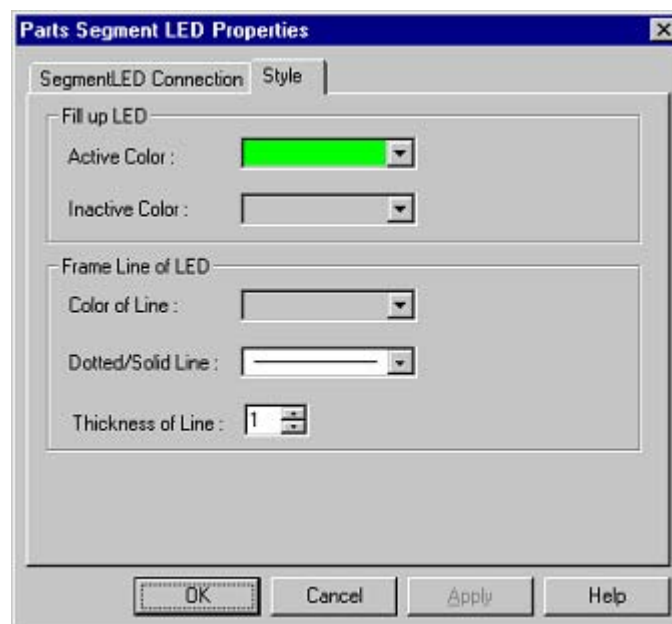 Parts Segment LED Properties
SegmentLED Connection Style
Fill up LED
Active Color :
Inactive Color :
Frame Line of LED
Color of Line :
Dotted/Solid Line :
Thickness of Line : 1
OK Cancel Apply Help